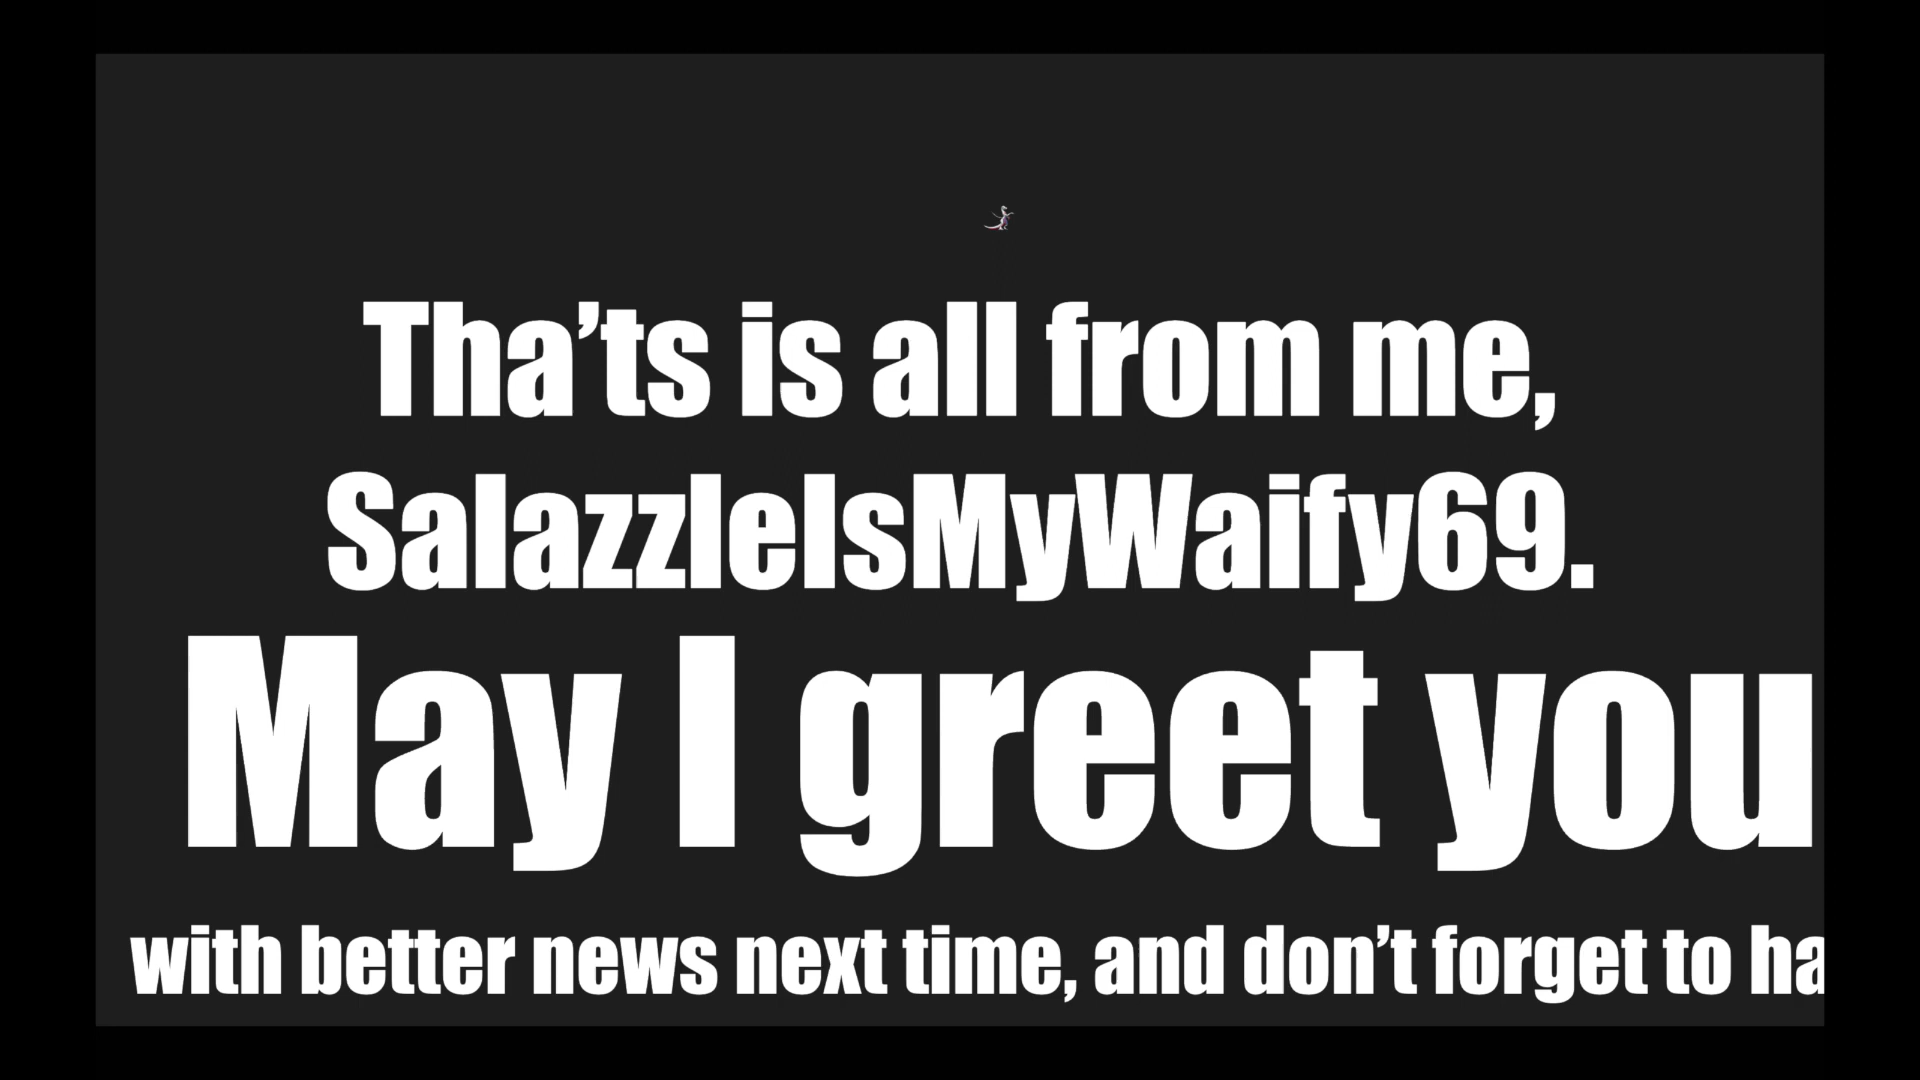 Tha’ts is all from me,
SalazzleIsMyWaify69.
May I greet you
with better news next time, and don’t forget to ha